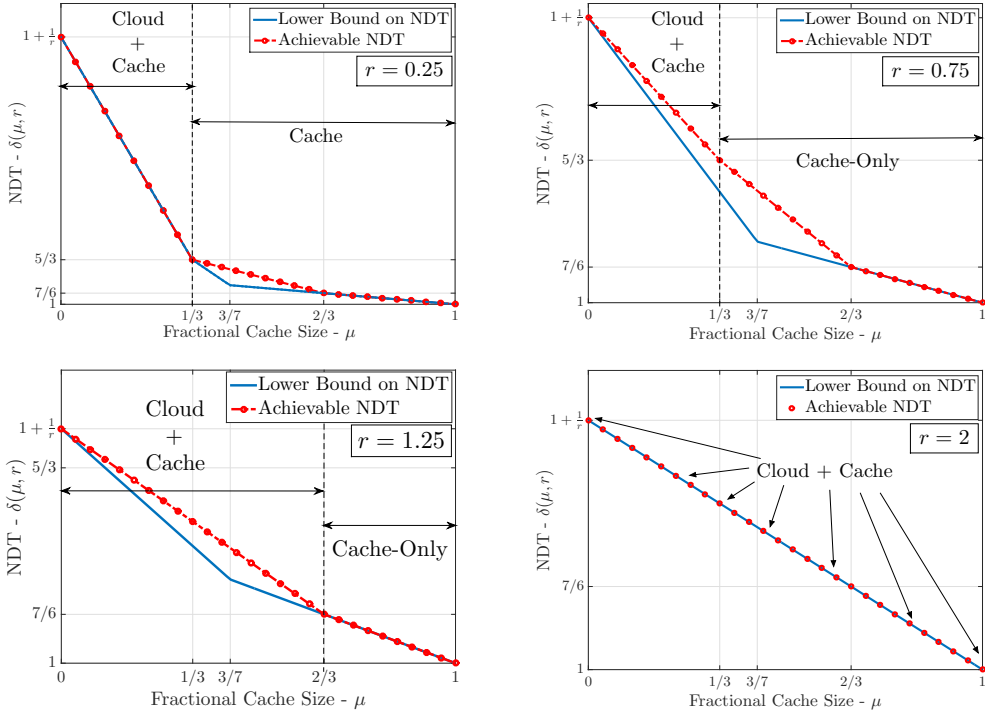 Cloud
+
Cache
Lower Bound on NDT
Achievable NDT
r = 0.25
Cache
NDT - δ(μ, r)
1 + 1/r
5/3
7/6
1
0
1/3
3/7
2/3
1
Fractional Cache Size - μ
Cloud
+
Cache
Lower Bound on NDT
Achievable NDT
r = 0.75
Cache-Only
NDT - δ(μ, r)
1 + 1/r
5/3
7/6
1
0
1/3
3/7
2/3
1
Fractional Cache Size - μ
Cloud
+
Cache
Lower Bound on NDT
Achievable NDT
r = 1.25
Cache-Only
NDT - δ(μ, r)
1 + 1/r
5/3
7/6
1
0
1/3
3/7
2/3
1
Fractional Cache Size - μ
Lower Bound on NDT
Achievable NDT
r = 2
Cloud + Cache
NDT - δ(μ, r)
1 + 1/r
7/6
1
0
1/3
3/7
2/3
1
Fractional Cache Size - μ